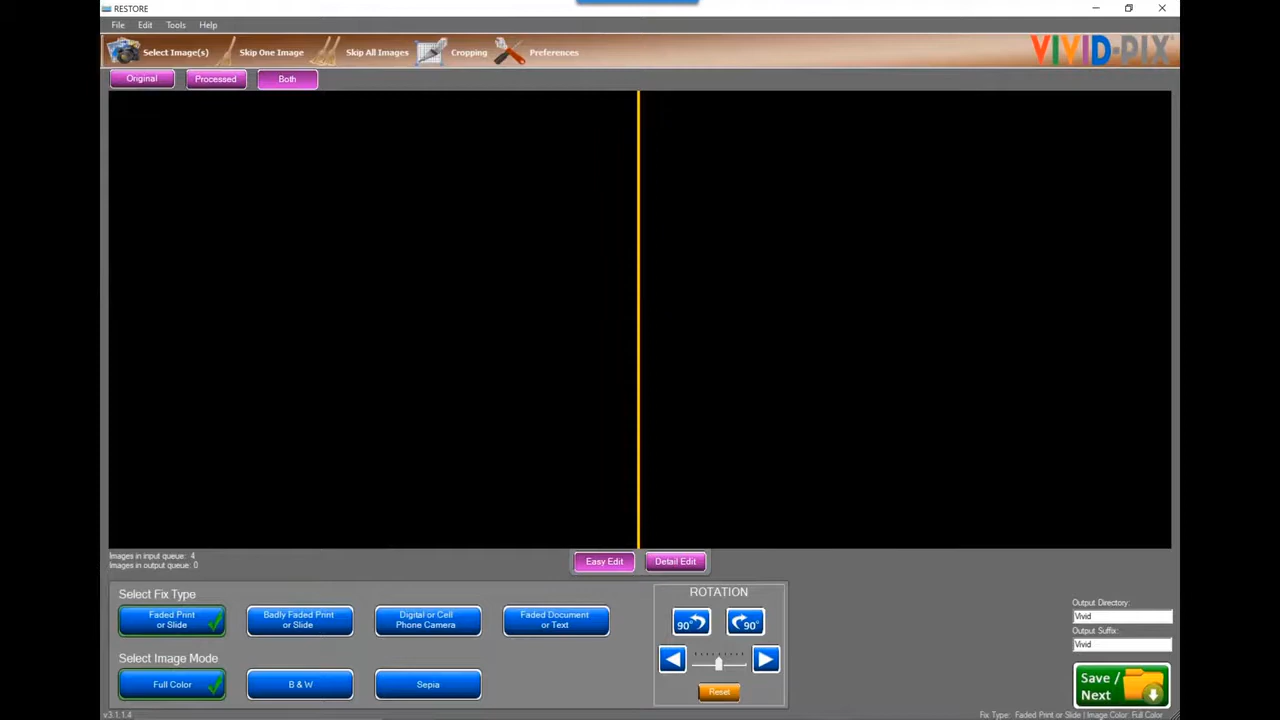 RESTORE
File Edit Tools Help
Select Image(s) Skip One Image Skip All Images Cropping Preferences
VIVID-PIX
Original Processed Both
Images in input queue: 4
Images in output queue: 0
Easy Edit Detail Edit
Select Fix Type
Faded Print
or Slide
Badly Faded Print
or Slide
Digital or Cell
Phone Camera
Faded Document
or Text
Select Image Mode
Full Color B & W Sepia
ROTATION
90° 90°
Reset
Output Directory:
Vivid
Output Suffix:
Vivid
Save /
Next
v3.1.1.4
Fix Type: Faded Print or Slide | Image Color: Full Color